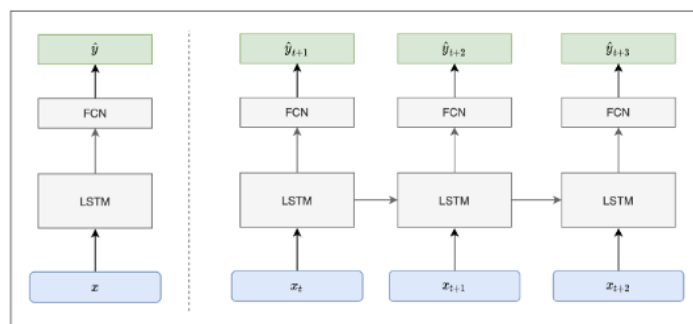 ŷ ŷₜ₊₁ ŷₜ₊₂ ŷₜ₊₃
FCN FCN FCN FCN
LSTM LSTM LSTM LSTM
x xₜ xₜ₊₁ xₜ₊₂